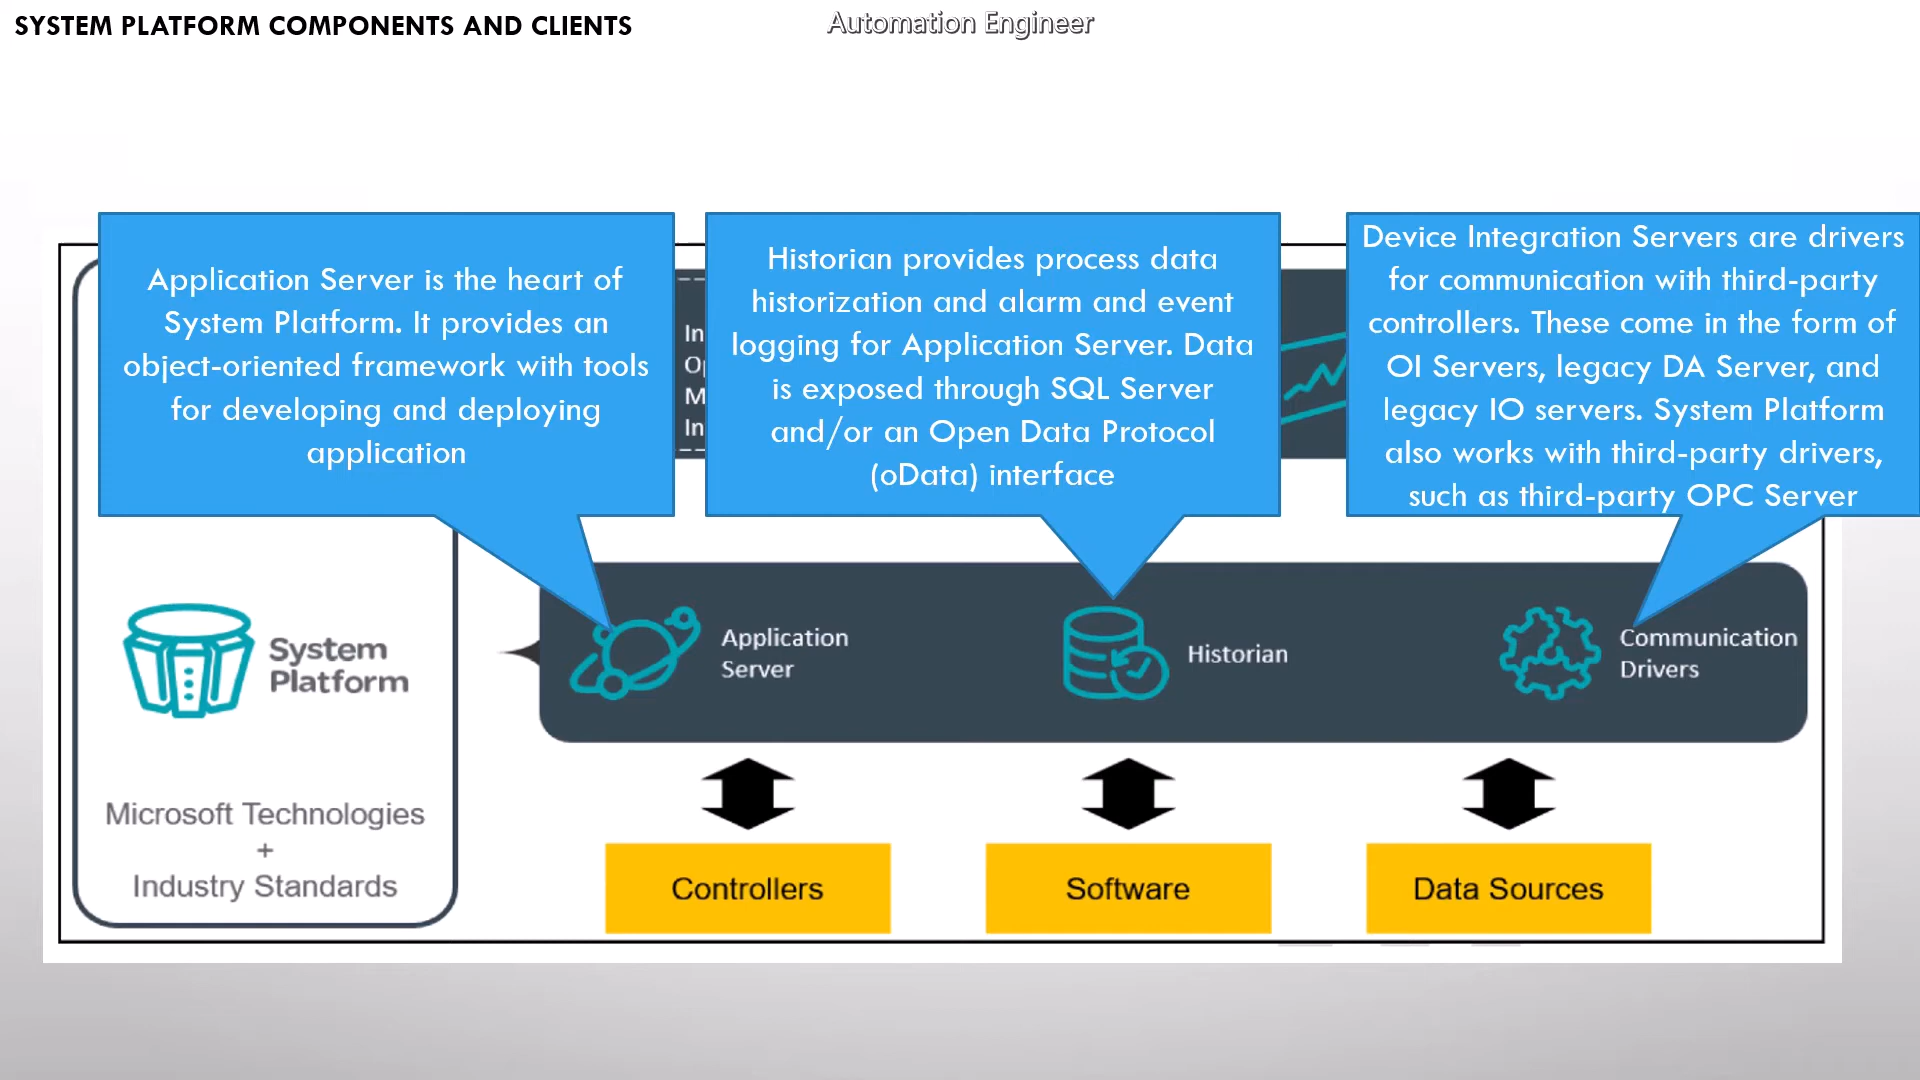 SYSTEM PLATFORM COMPONENTS AND CLIENTS
Automation Engineer
Application Server is the heart of
System Platform. It provides an
object-oriented framework with tools
for developing and deploying
application
Historian provides process data
historization and alarm and event
logging for Application Server. Data
is exposed through SQL Server
and/or an Open Data Protocol
(oData) interface
Device Integration Servers are drivers
for communication with third-party
controllers. These come in the form of
OI Servers, legacy DA Server, and
legacy IO servers. System Platform
also works with third-party drivers,
such as third-party OPC Server
System
Platform
Microsoft Technologies
+
Industry Standards
Application
Server
Historian
Communication
Drivers
Controllers
Software
Data Sources